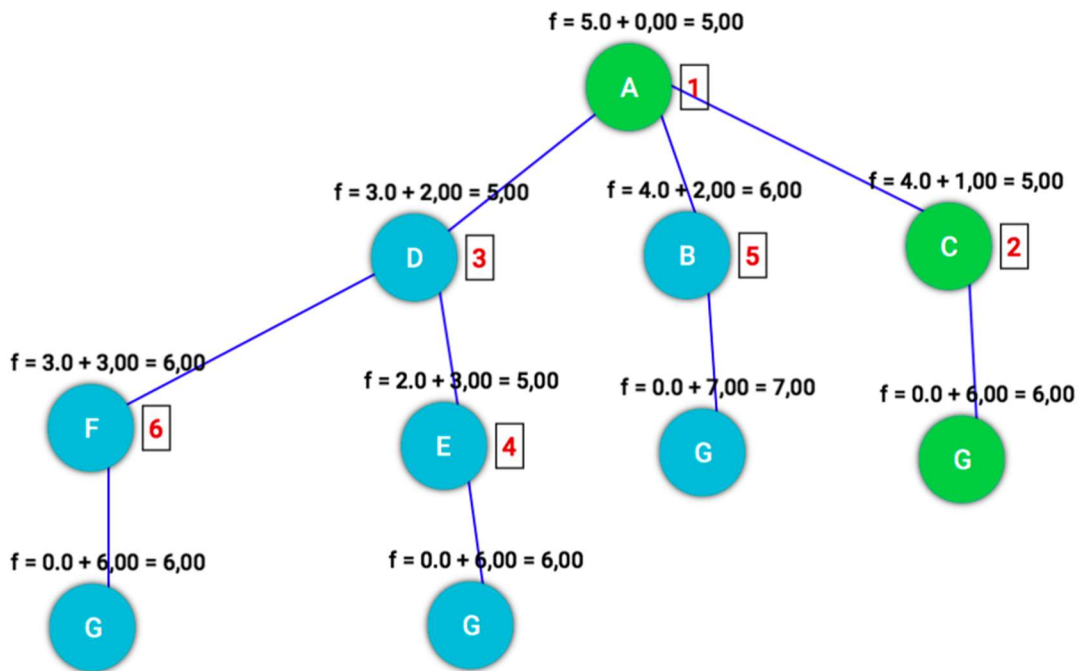 f = 5.0 + 0,00 = 5,00
A
1
f = 3.0 + 2,00 = 5,00
D
3
f = 4.0 + 2,00 = 6,00
B
5
f = 4.0 + 1,00 = 5,00
C
2
f = 3.0 + 3,00 = 6,00
F
6
f = 2.0 + 3,00 = 5,00
E
4
f = 0.0 + 7,00 = 7,00
G
f = 0.0 + 6,00 = 6,00
G
f = 0.0 + 6,00 = 6,00
G
f = 0.0 + 6,00 = 6,00
G